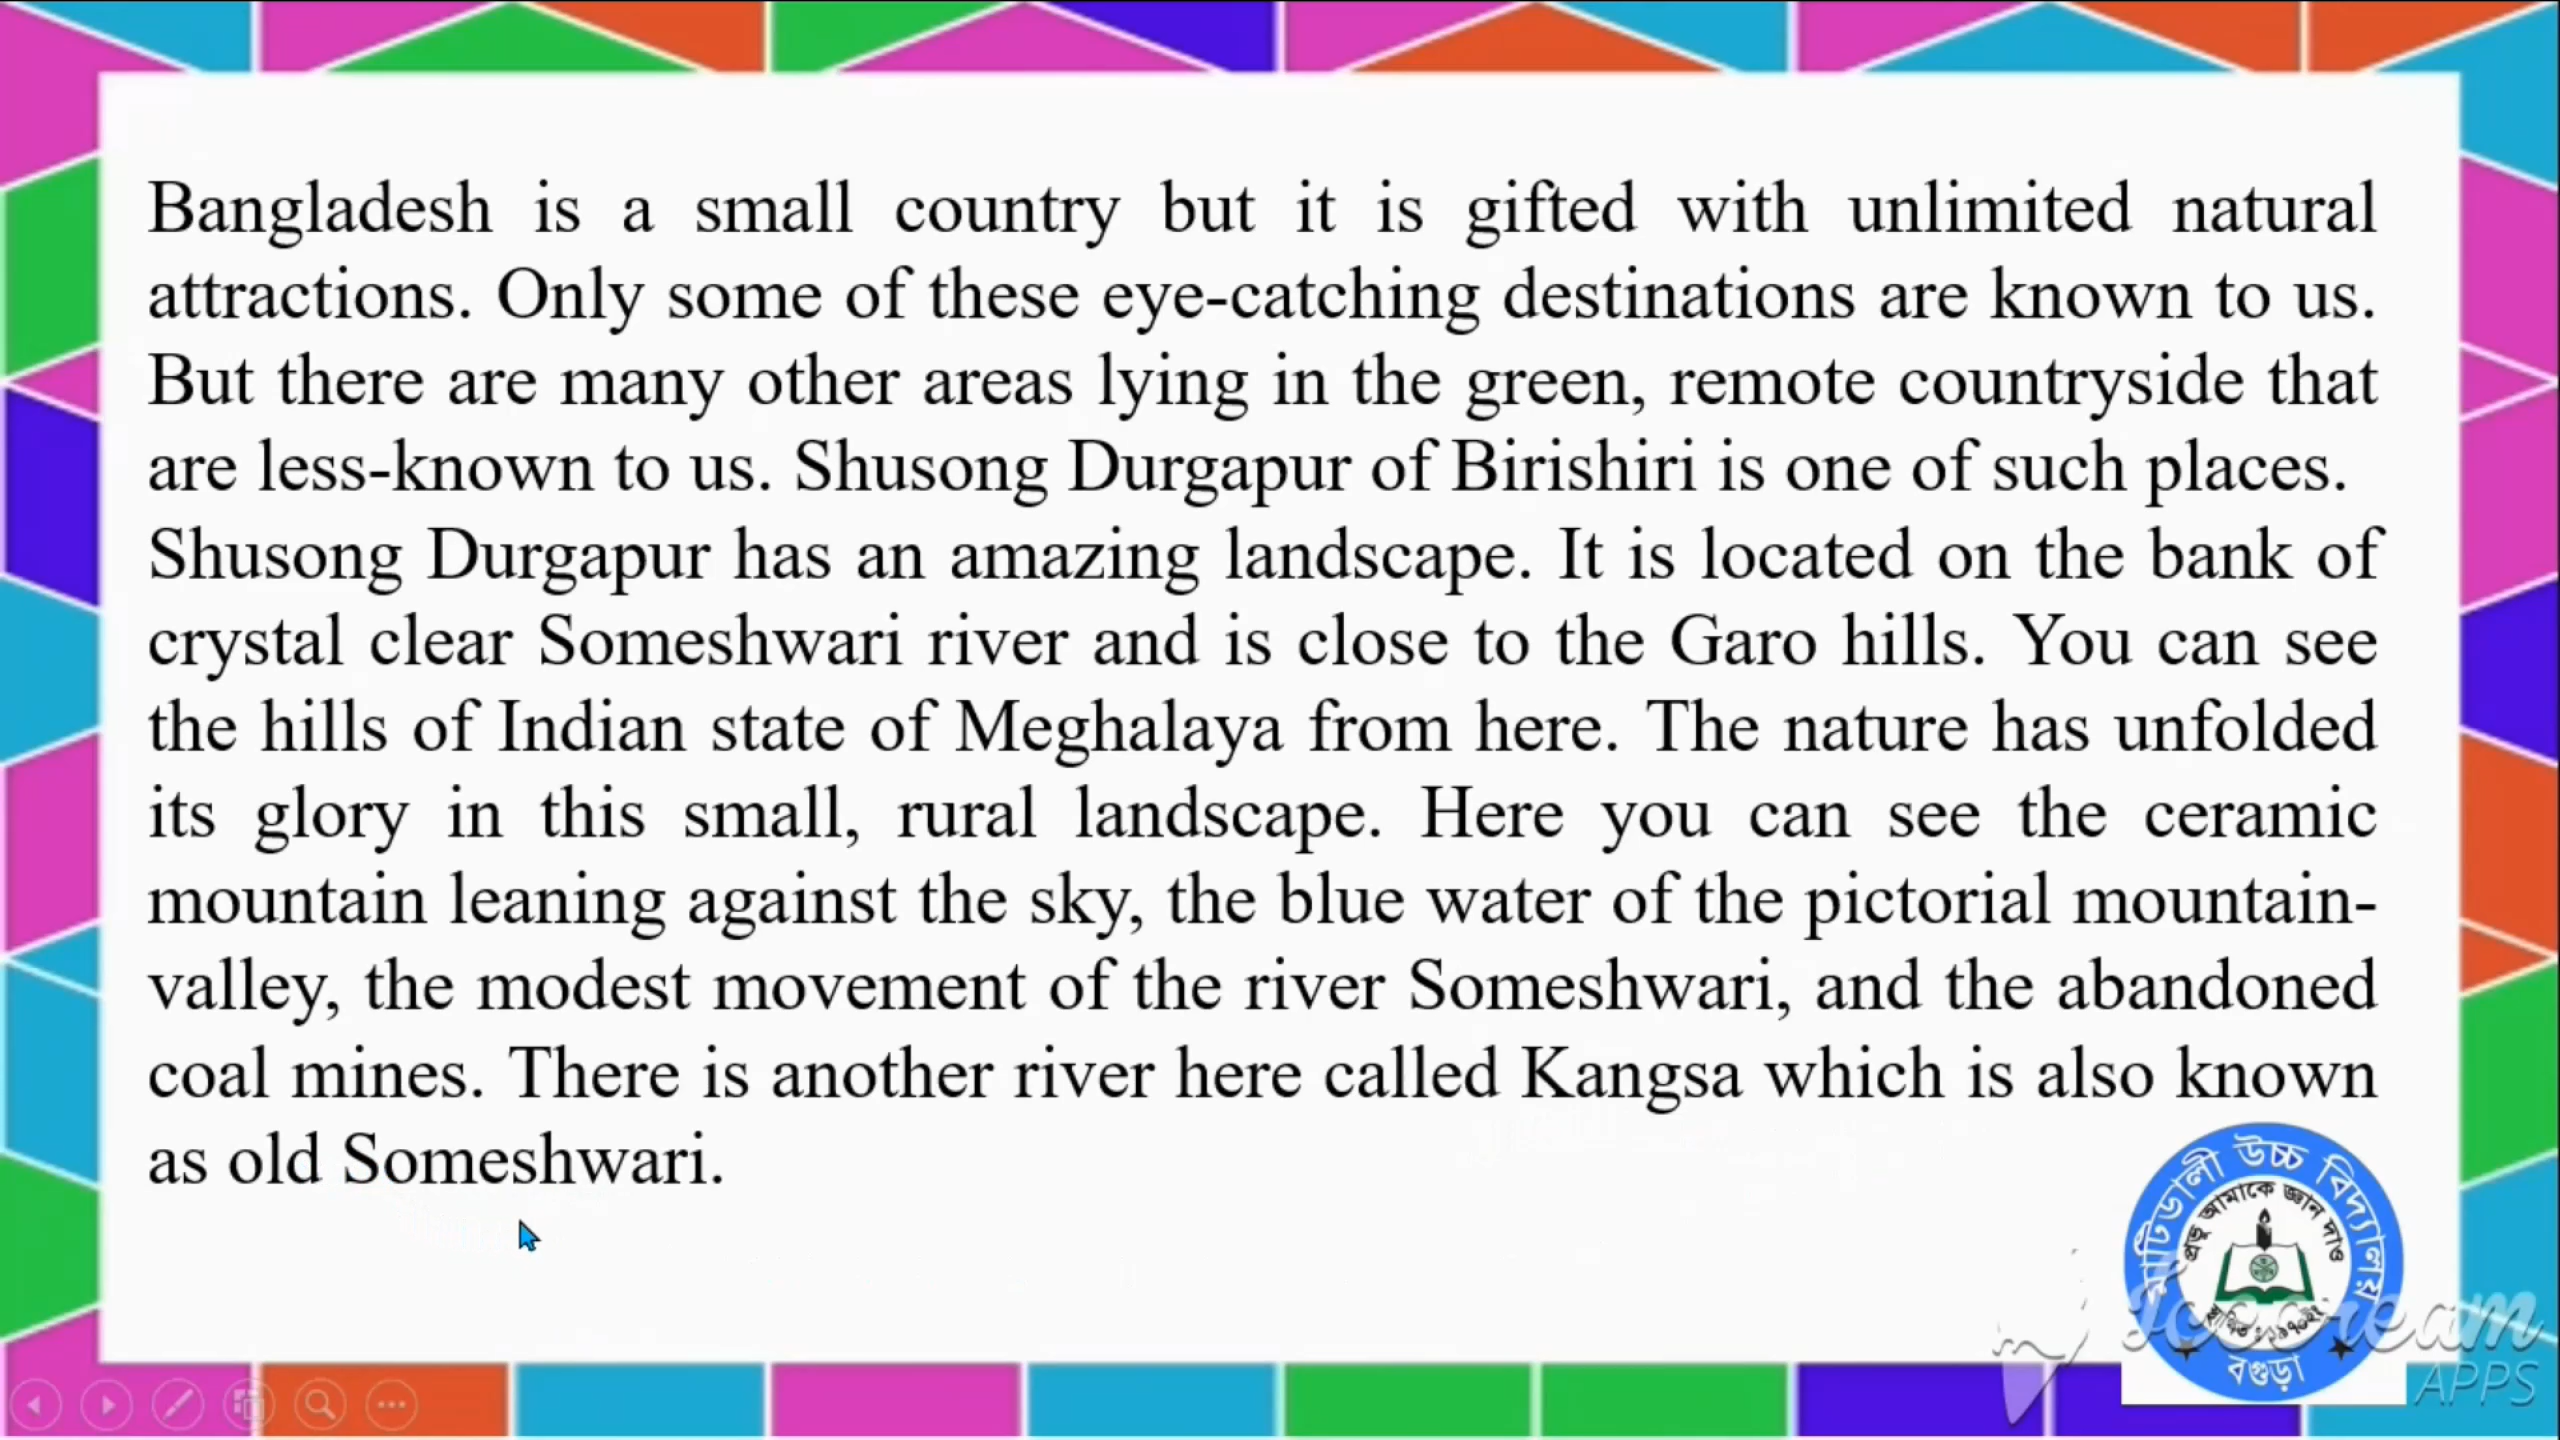 Bangladesh is a small country but it is gifted with unlimited natural
attractions. Only some of these eye-catching destinations are known to us.
But there are many other areas lying in the green, remote countryside that
are less-known to us. Shusong Durgapur of Birishiri is one of such places.
Shusong Durgapur has an amazing landscape. It is located on the bank of
crystal clear Someshwari river and is close to the Garo hills. You can see
the hills of Indian state of Meghalaya from here. The nature has unfolded
its glory in this small, rural landscape. Here you can see the ceramic
mountain leaning against the sky, the blue water of the pictorial mountain-
valley, the modest movement of the river Someshwari, and the abandoned
coal mines. There is another river here called Kangsa which is also known
as old Someshwari.
মাটিডালী উচ্চ বিদ্যালয়
প্রভু আমাকে জ্ঞান দাও
বগুড়া
Icecream
APPS